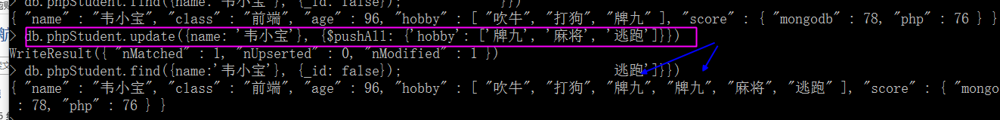 > db.phpStudent.find({name:'韦小宝'}, {_id: false}); }})
{ "name" : "韦小宝", "class" : "前端", "age" : 96, "hobby" : [ "吹牛", "打狗", "牌九" ], "score" : { "mongodb" : 78, "php" : 76 } }
> db.phpStudent.update({name: '韦小宝'}, {$pushAll: {'hobby': ['牌九', '麻将', '逃跑']}})
WriteResult({ "nMatched" : 1, "nUpserted" : 0, "nModified" : 1 })
> db.phpStudent.find({name:'韦小宝'}, {_id: false}); 逃跑']}})
{ "name" : "韦小宝", "class" : "前端", "age" : 96, "hobby" : [ "吹牛", "打狗", "牌九", "牌九", "麻将", "逃跑" ], "score" : { "mongo
: 78, "php" : 76 } }
>